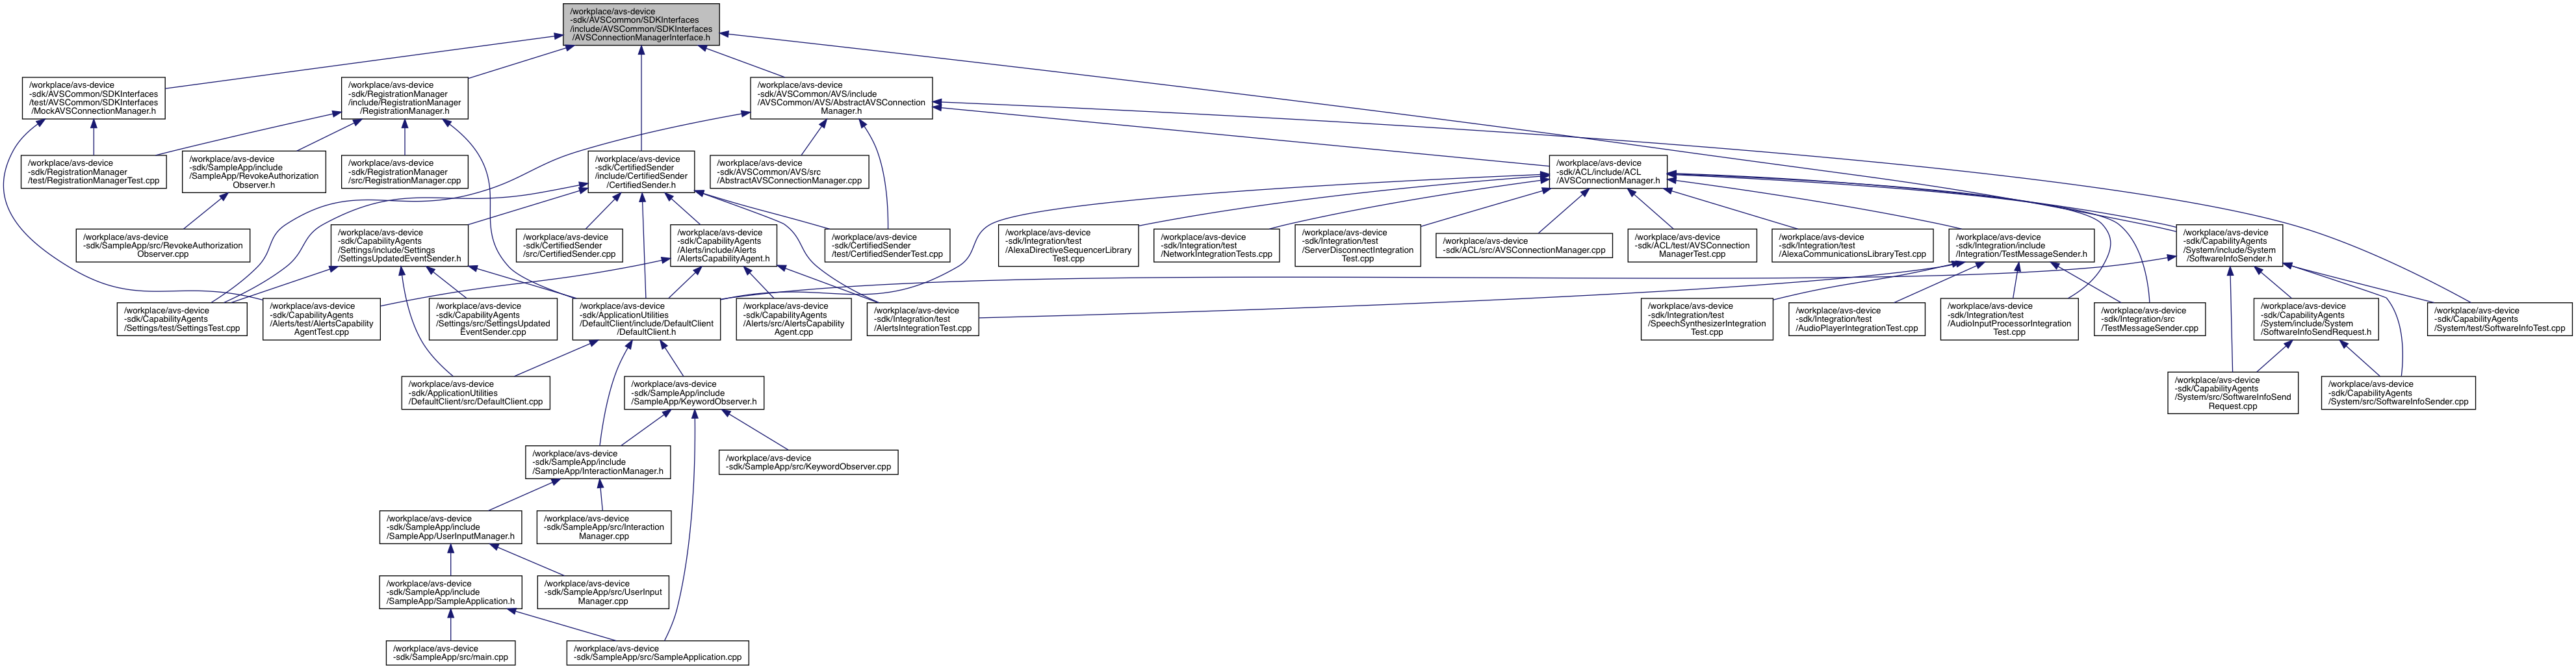 /workplace/avs-device
-sdk/AVSCommon/SDKInterfaces
/include/AVSCommon/SDKInterfaces
/AVSConnectionManagerInterface.h
/workplace/avs-device
-sdk/AVSCommon/SDKInterfaces
/test/AVSCommon/SDKInterfaces
/MockAVSConnectionManager.h
/workplace/avs-device
-sdk/RegistrationManager
/include/RegistrationManager
/RegistrationManager.h
/workplace/avs-device
-sdk/AVSCommon/AVS/include
/AVSCommon/AVS/AbstractAVSConnection
Manager.h
/workplace/avs-device
-sdk/RegistrationManager
/test/RegistrationManagerTest.cpp
/workplace/avs-device
-sdk/SampleApp/include
/SampleApp/RevokeAuthorization
Observer.h
/workplace/avs-device
-sdk/RegistrationManager
/src/RegistrationManager.cpp
/workplace/avs-device
-sdk/CertifiedSender
/include/CertifiedSender
/CertifiedSender.h
/workplace/avs-device
-sdk/AVSCommon/AVS/src
/AbstractAVSConnectionManager.cpp
/workplace/avs-device
-sdk/ACL/include/ACL
/AVSConnectionManager.h
/workplace/avs-device
-sdk/SampleApp/src/RevokeAuthorization
Observer.cpp
/workplace/avs-device
-sdk/CapabilityAgents
/Settings/include/Settings
/SettingsUpdatedEventSender.h
/workplace/avs-device
-sdk/CertifiedSender
/src/CertifiedSender.cpp
/workplace/avs-device
-sdk/CapabilityAgents
/Alerts/include/Alerts
/AlertsCapabilityAgent.h
/workplace/avs-device
-sdk/CertifiedSender
/test/CertifiedSenderTest.cpp
/workplace/avs-device
-sdk/Integration/test
/AlexaDirectiveSequencerLibrary
Test.cpp
/workplace/avs-device
-sdk/Integration/test
/NetworkIntegrationTests.cpp
/workplace/avs-device
-sdk/Integration/test
/ServerDisconnectIntegration
Test.cpp
/workplace/avs-device
-sdk/ACL/src/AVSConnectionManager.cpp
/workplace/avs-device
-sdk/ACL/test/AVSConnection
ManagerTest.cpp
/workplace/avs-device
-sdk/Integration/test
/AlexaCommunicationsLibraryTest.cpp
/workplace/avs-device
-sdk/Integration/include
/Integration/TestMessageSender.h
/workplace/avs-device
-sdk/CapabilityAgents
/System/include/System
/SoftwareInfoSender.h
/workplace/avs-device
-sdk/CapabilityAgents
/Settings/test/SettingsTest.cpp
/workplace/avs-device
-sdk/CapabilityAgents
/Alerts/test/AlertsCapability
AgentTest.cpp
/workplace/avs-device
-sdk/CapabilityAgents
/Settings/src/SettingsUpdated
EventSender.cpp
/workplace/avs-device
-sdk/ApplicationUtilities
/DefaultClient/include/DefaultClient
/DefaultClient.h
/workplace/avs-device
-sdk/CapabilityAgents
/Alerts/src/AlertsCapability
Agent.cpp
/workplace/avs-device
-sdk/Integration/test
/AlertsIntegrationTest.cpp
/workplace/avs-device
-sdk/Integration/test
/SpeechSynthesizerIntegration
Test.cpp
/workplace/avs-device
-sdk/Integration/test
/AudioPlayerIntegrationTest.cpp
/workplace/avs-device
-sdk/Integration/test
/AudioInputProcessorIntegration
Test.cpp
/workplace/avs-device
-sdk/Integration/src
/TestMessageSender.cpp
/workplace/avs-device
-sdk/CapabilityAgents
/System/include/System
/SoftwareInfoSendRequest.h
/workplace/avs-device
-sdk/CapabilityAgents
/System/test/SoftwareInfoTest.cpp
/workplace/avs-device
-sdk/ApplicationUtilities
/DefaultClient/src/DefaultClient.cpp
/workplace/avs-device
-sdk/SampleApp/include
/SampleApp/KeywordObserver.h
/workplace/avs-device
-sdk/CapabilityAgents
/System/src/SoftwareInfoSend
Request.cpp
/workplace/avs-device
-sdk/CapabilityAgents
/System/src/SoftwareInfoSender.cpp
/workplace/avs-device
-sdk/SampleApp/include
/SampleApp/InteractionManager.h
/workplace/avs-device
-sdk/SampleApp/src/KeywordObserver.cpp
/workplace/avs-device
-sdk/SampleApp/include
/SampleApp/UserInputManager.h
/workplace/avs-device
-sdk/SampleApp/src/Interaction
Manager.cpp
/workplace/avs-device
-sdk/SampleApp/include
/SampleApp/SampleApplication.h
/workplace/avs-device
-sdk/SampleApp/src/UserInput
Manager.cpp
/workplace/avs-device
-sdk/SampleApp/src/main.cpp
/workplace/avs-device
-sdk/SampleApp/src/SampleApplication.cpp